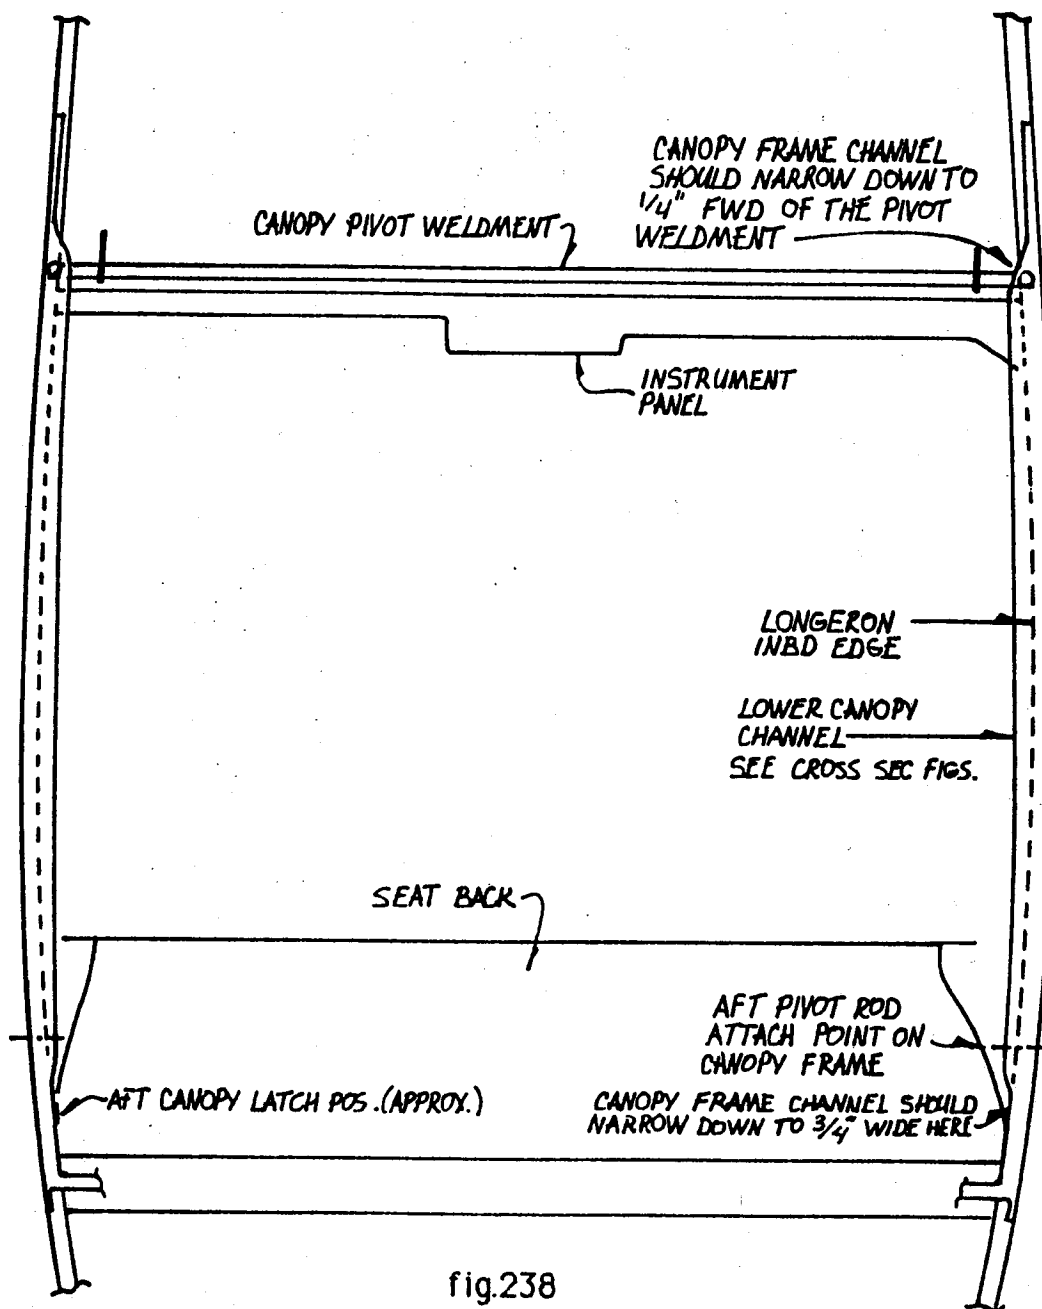 CANOPY FRAME CHANNEL
SHOULD NARROW DOWN TO
1/4" FWD OF THE PIVOT
WELDMENT
CANOPY PIVOT WELDMENT
INSTRUMENT
PANEL
LONGERON
INBD EDGE
LOWER CANOPY
CHANNEL
SEE CROSS SEC FIGS.
SEAT BACK
AFT PIVOT ROD
ATTACH POINT ON
CANOPY FRAME
AFT CANOPY LATCH POS. (APPROX.)
CANOPY FRAME CHANNEL SHOULD
NARROW DOWN TO 3/4" WIDE HERE
fig.238